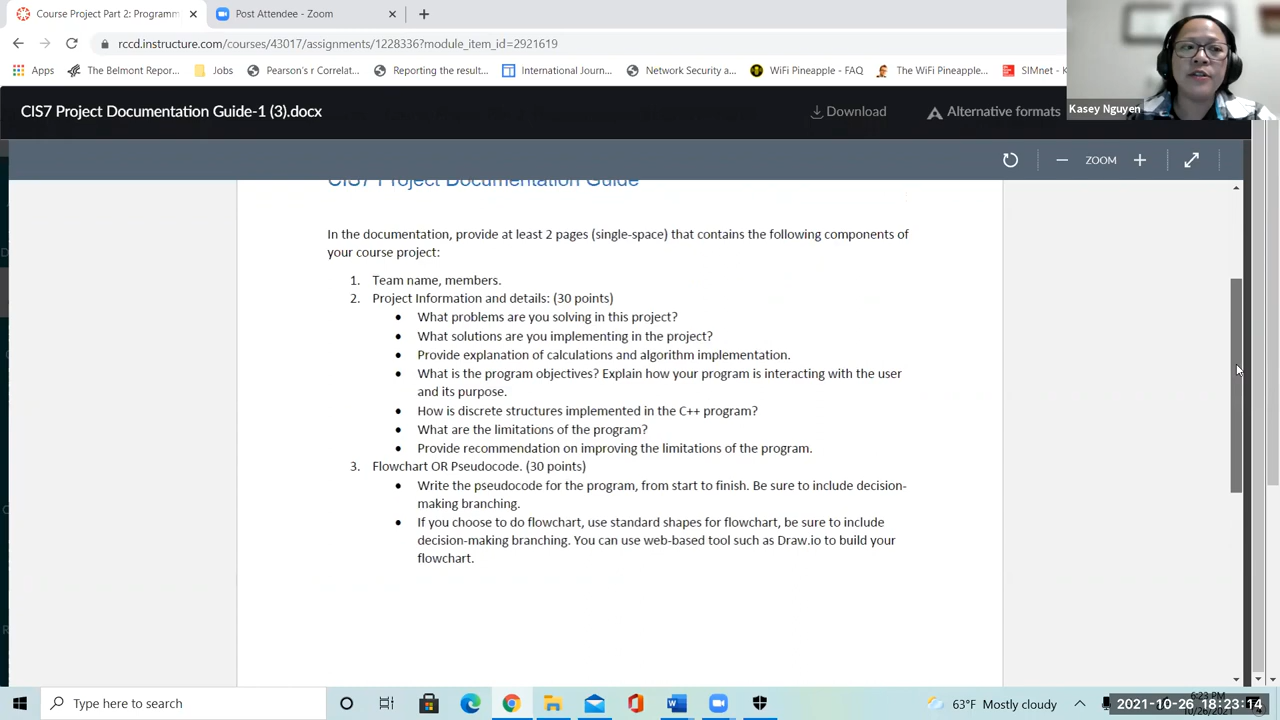 Course Project Part 2: Programm
Post Attendee - Zoom
rccd.instructure.com/courses/43017/assignments/1228336?module_item_id=2921619
Apps
The Belmont Repor...
Jobs
Pearson's r Correlat...
Reporting the result...
International Journ...
Network Security a...
WiFi Pineapple - FAQ
The WiFi Pineapple...
SIMnet - K
Kasey Nguyen
CIS7 Project Documentation Guide-1 (3).docx
Download
Alternative formats
ZOOM
CIS7 Project Documentation Guide
In the documentation, provide at least 2 pages (single-space) that contains the following components of
your course project:
1. Team name, members.
2. Project Information and details: (30 points)
• What problems are you solving in this project?
• What solutions are you implementing in the project?
• Provide explanation of calculations and algorithm implementation.
• What is the program objectives? Explain how your program is interacting with the user
and its purpose.
• How is discrete structures implemented in the C++ program?
• What are the limitations of the program?
• Provide recommendation on improving the limitations of the program.
3. Flowchart OR Pseudocode. (30 points)
• Write the pseudocode for the program, from start to finish. Be sure to include decision-
making branching.
• If you choose to do flowchart, use standard shapes for flowchart, be sure to include
decision-making branching. You can use web-based tool such as Draw.io to build your
flowchart.
Type here to search
63°F Mostly cloudy
6:23 PM
10/26/2021
2021-10-26 18:23:14